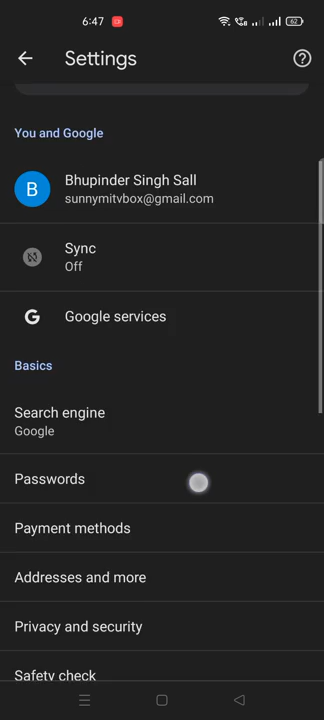 6:47
62
Settings
You and Google
B
Bhupinder Singh Sall
sunnymitvbox@gmail.com
Sync
Off
G
Google services
Basics
Search engine
Google
Passwords
Payment methods
Addresses and more
Privacy and security
Safety check